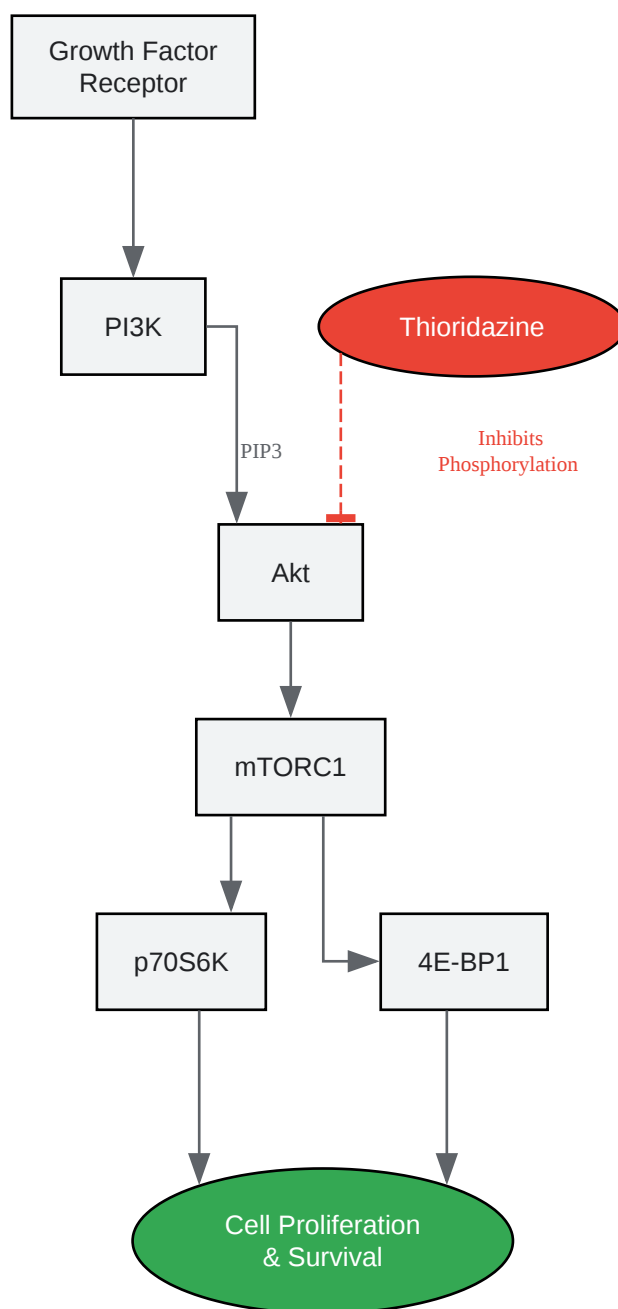 Growth Factor
Receptor
PI3K
Thioridazine
PIP3
Inhibits
Phosphorylation
Akt
mTORC1
p70S6K
4E-BP1
Cell Proliferation
& Survival